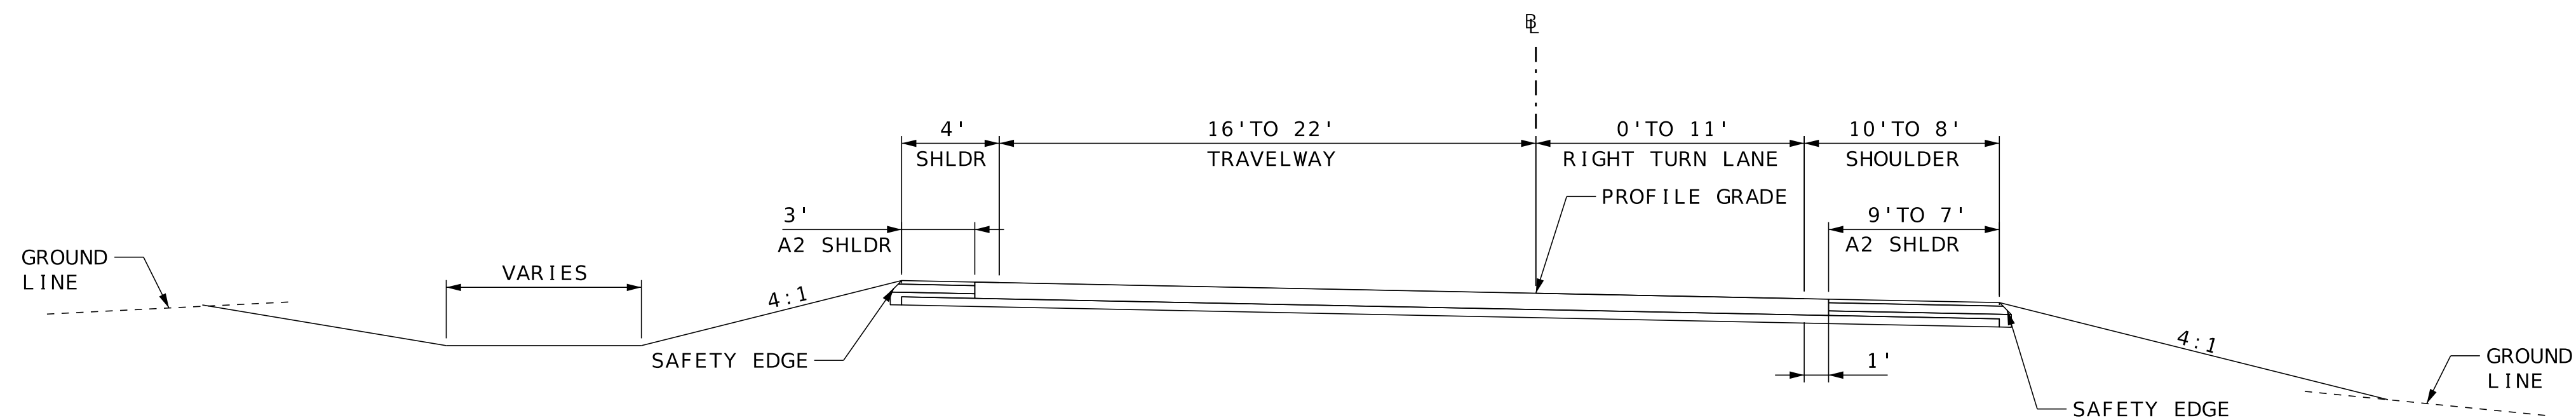 ℄
4'
16'TO 22'
0'TO 11'
10'TO 8'
SHLDR
TRAVELWAY
RIGHT TURN LANE
SHOULDER
PROFILE GRADE
3'
A2 SHLDR
9'TO 7'
A2 SHLDR
GROUND
LINE
VARIES
4:1
SAFETY EDGE
1'
4:1
GROUND
LINE
SAFETY EDGE